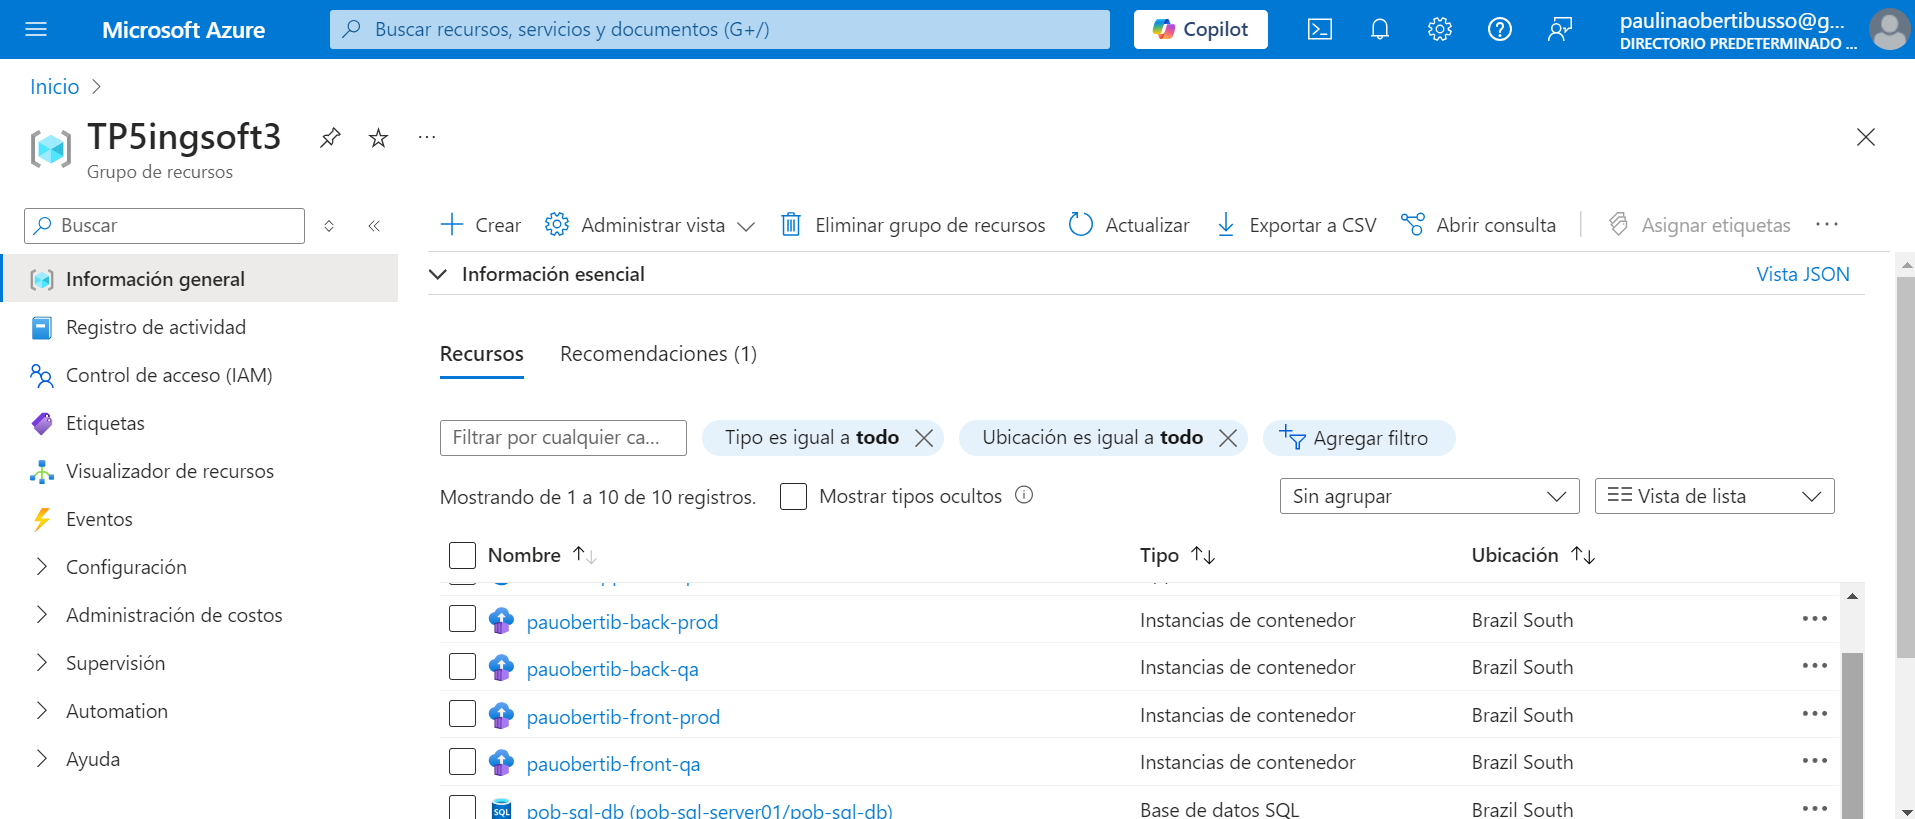 Microsoft Azure
Buscar recursos, servicios y documentos (G+/)
Copilot
paulinaobertibusso@g...
DIRECTORIO PREDETERMINADO ...
Inicio
TP5ingsoft3
Grupo de recursos
Buscar
Crear
Administrar vista
Eliminar grupo de recursos
Actualizar
Exportar a CSV
Abrir consulta
Asignar etiquetas
Información general
Registro de actividad
Control de acceso (IAM)
Etiquetas
Visualizador de recursos
Eventos
Configuración
Administración de costos
Supervisión
Automation
Ayuda
Información esencial
Vista JSON
Recursos
Recomendaciones (1)
Filtrar por cualquier ca...
Tipo es igual a todo
Ubicación es igual a todo
Agregar filtro
Mostrando de 1 a 10 de 10 registros.
Mostrar tipos ocultos
Sin agrupar
Vista de lista
Nombre Tipo Ubicación
pauobertib-back-prod Instancias de contenedor Brazil South
pauobertib-back-qa Instancias de contenedor Brazil South
pauobertib-front-prod Instancias de contenedor Brazil South
pauobertib-front-qa Instancias de contenedor Brazil South
pob-sql-db (pob-sql-server01/pob-sql-db) Base de datos SQL Brazil South